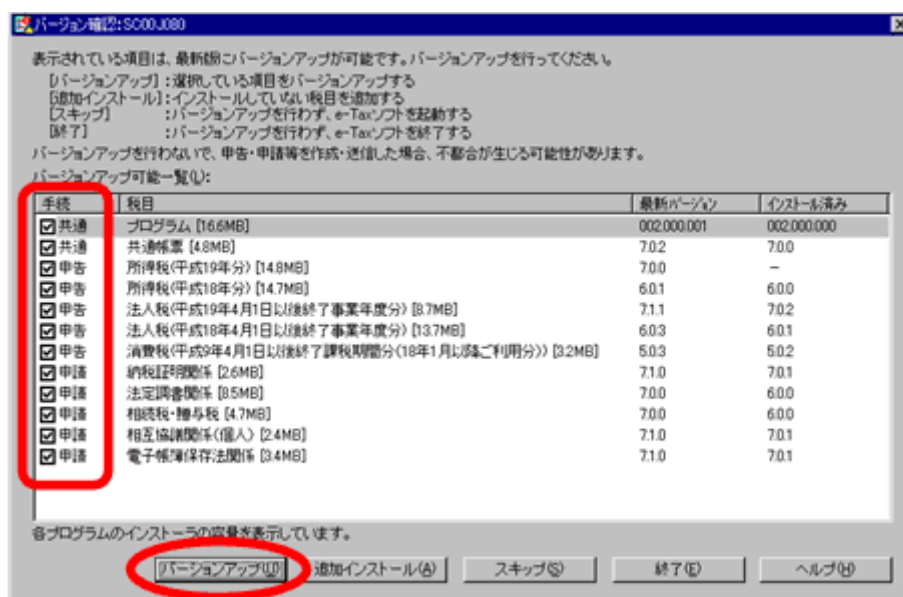 バージョン確認:SC00J080
表示されている項目は、最新版にバージョンアップが可能です。バージョンアップを行ってください。
[バージョンアップ]:選択している項目をバージョンアップする
[追加インストール]:インストールしていない税目を追加する
[スキップ] :バージョンアップを行わず、e-Taxソフトを起動する
[終了] :バージョンアップを行わず、e-Taxソフトを終了する
バージョンアップを行わないで、申告・申請等を作成・送信した場合、不都合が生じる可能性があります。
バージョンアップ可能一覧(L):
手続 税目 最新バージョン インストール済み
共通 プログラム [16.6MB] 002.000.001 002.000.000
共通 共通帳票 [4.8MB] 7.0.2 7.0.0
申告 所得税(平成19年分) [14.8MB] 7.0.0 −
申告 所得税(平成18年分) [14.7MB] 6.0.1 6.0.0
申告 法人税(平成19年4月1日以後終了事業年度分) [8.7MB] 7.1.1 7.0.2
申告 法人税(平成18年4月1日以後終了事業年度分) [13.7MB] 6.0.3 6.0.1
申告 消費税(平成9年4月1日以後終了課税期間分(18年1月以降ご利用分)) [3.2MB] 5.0.3 5.0.2
申請 納税証明関係 [2.6MB] 7.1.0 7.0.1
申請 法定調書関係 [8.5MB] 7.0.0 6.0.0
申請 相続税・贈与税 [4.7MB] 7.0.0 6.0.0
申請 相互協議関係(個人) [2.4MB] 7.1.0 7.0.1
申請 電子帳簿保存法関係 [3.4MB] 7.1.0 7.0.1
各プログラムのインストーラの容量を表示しています。
バージョンアップ(U) 追加インストール(A) スキップ(S) 終了(E) ヘルプ(H)